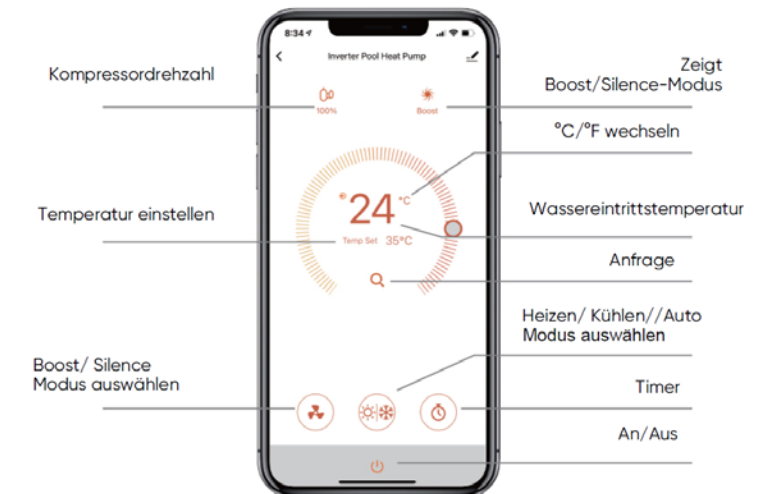 8:34
Inverter Pool Heat Pump
Kompressordrehzahl
Zeigt
Boost/Silence-Modus
100%
Boost
°C/°F wechseln
24 °C
Temperatur einstellen
Wassereintrittstemperatur
Temp Set 35°C
Anfrage
Heizen/ Kühlen//Auto
Modus auswählen
Boost/ Silence
Modus auswählen
Timer
An/Aus